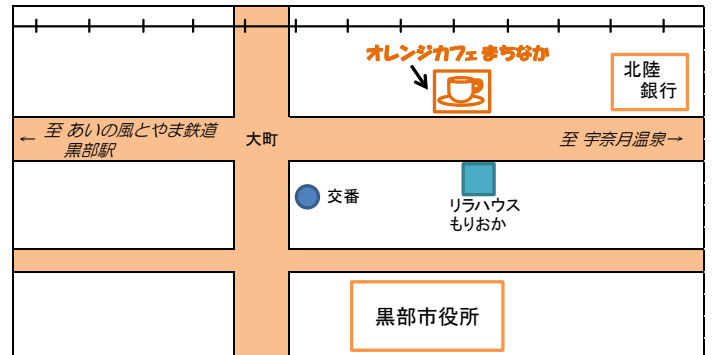 オレンジカフェ まちなか
北陸
銀行
← 至 あいの風とやま鉄道
黒部駅
大町
至 宇奈月温泉→
交番
リラハウス
もりおか
黒部市役所